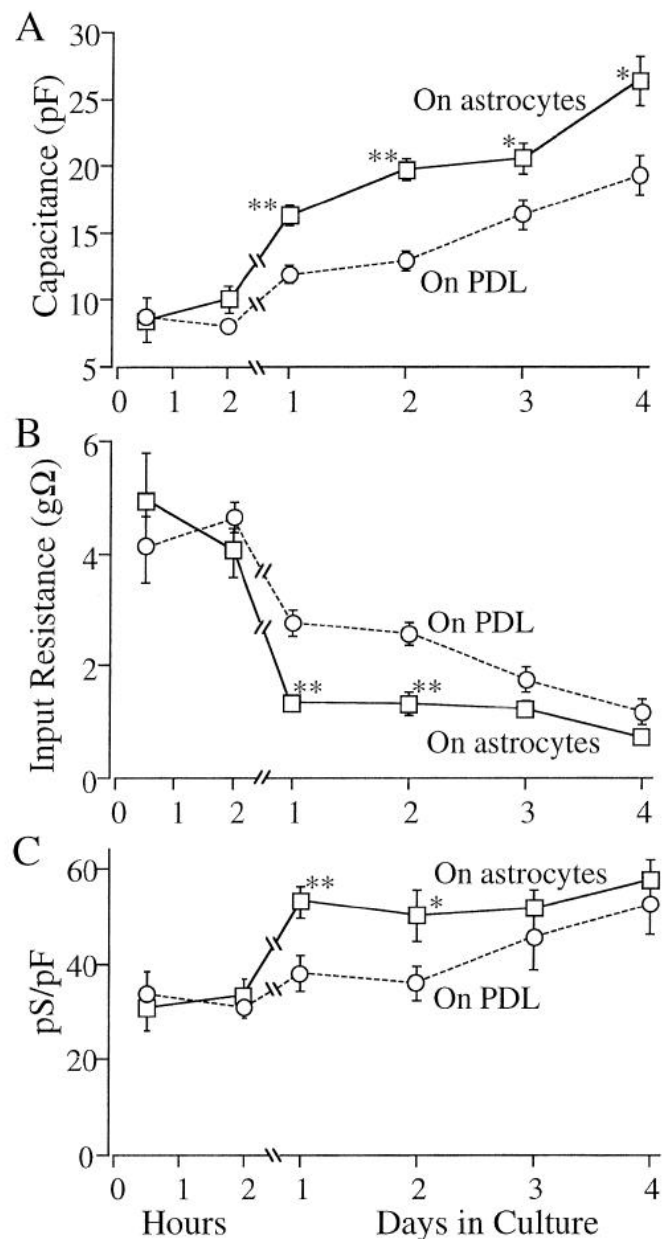 A
Capacitance (pF)
30
25
20
15
10
5
On astrocytes
**
**
*
*
On PDL
0 1 2 1 2 3 4
B
Input Resistance (gΩ)
6
4
2
0
On PDL
**
**
On astrocytes
0 1 2 1 2 3 4
C
pS/pF
60
40
20
0
On astrocytes
**
*
On PDL
0 1 2 1 2 3 4
Hours Days in Culture